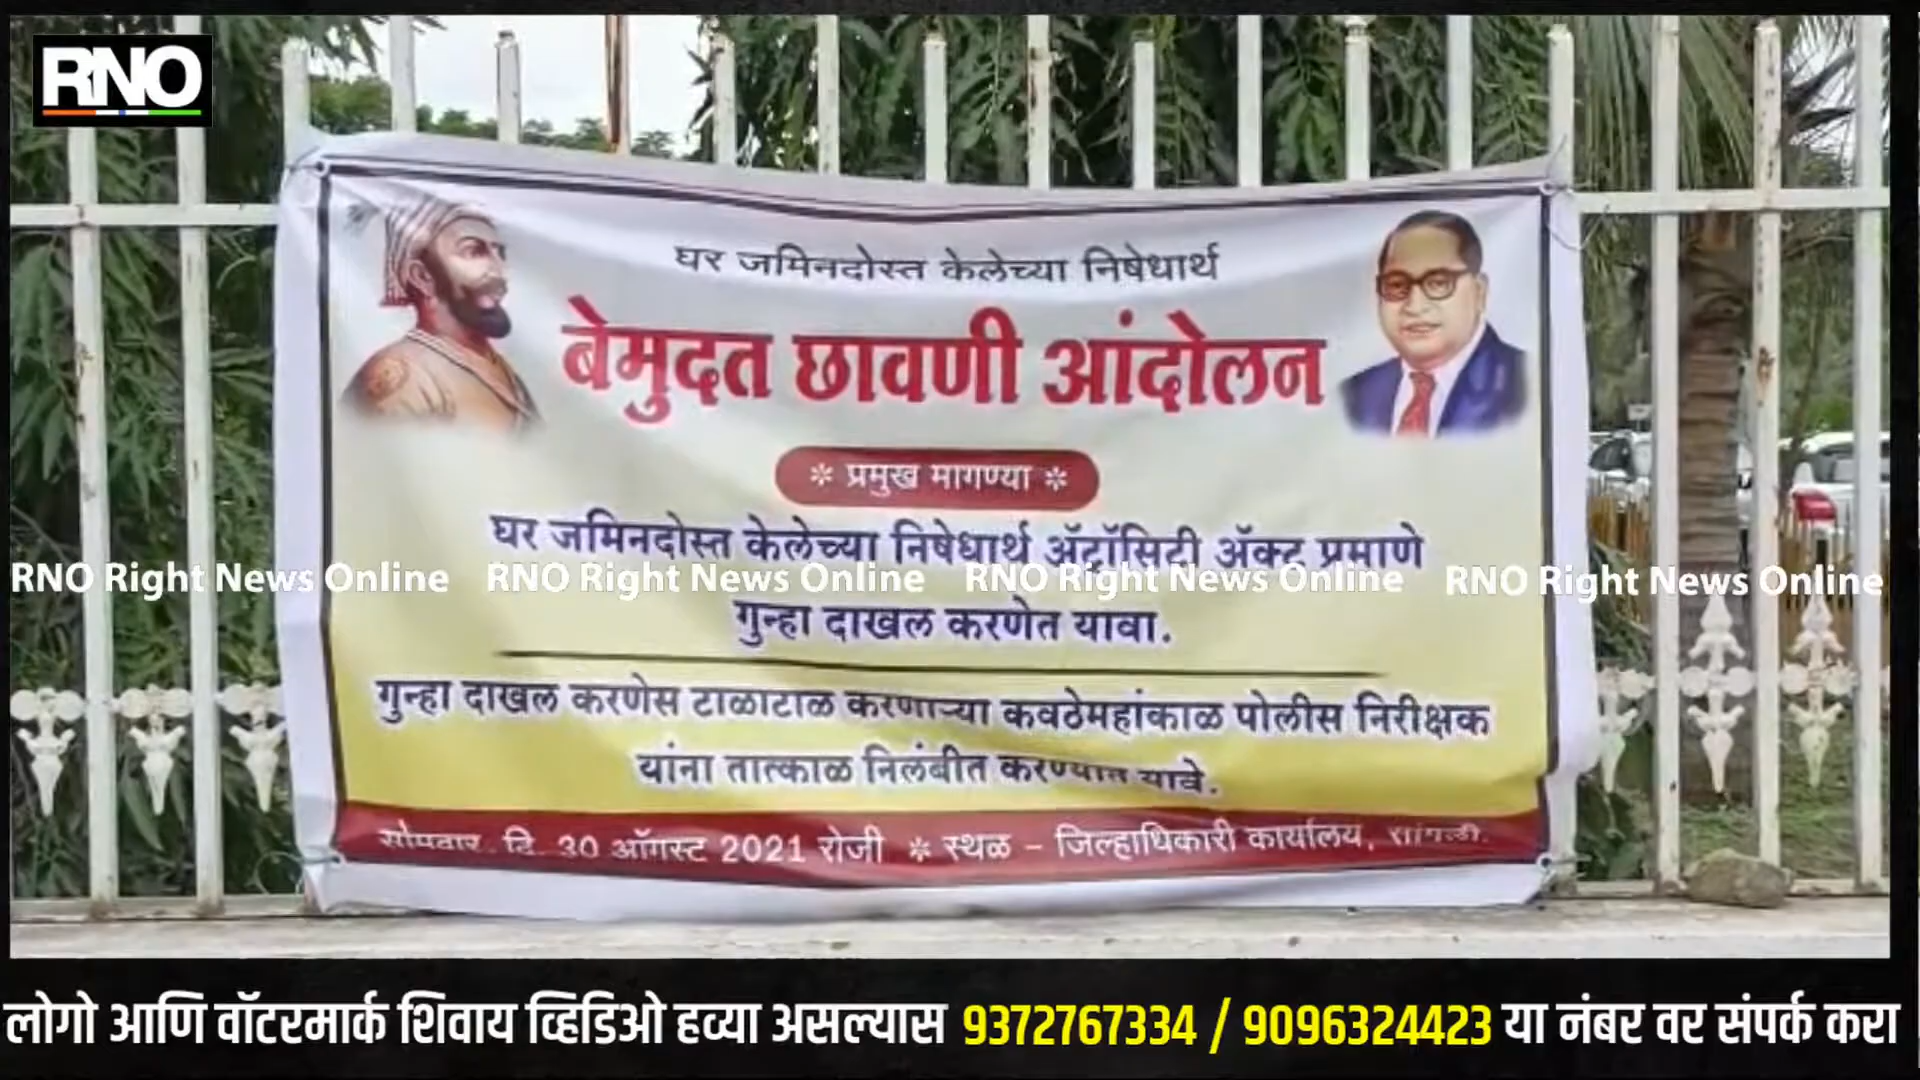 RNO
घर जमिनदोस्त केलेच्या निषेधार्थ
बेमुदत छावणी आंदोलन
* प्रमुख मागण्या *
घर जमिनदोस्त केलेच्या निषेधार्थ ॲट्रॉसिटी ॲक्ट प्रमाणे
RNO Right News Online RNO Right News Online RNO Right News Online RNO Right News Online
गुन्हा दाखल करणेत यावा.
गुन्हा दाखल करणेस टाळाटाळ करणाऱ्या कवठेमहांकाळ पोलीस निरीक्षक
यांना तात्काळ निलंबीत करण्यात यावे.
सोमवार. दि. 30 ऑगस्ट 2021 रोजी * स्थळ - जिल्हाधिकारी कार्यालय, सांगली.
लोगो आणि वॉटरमार्क शिवाय व्हिडिओ हव्या असल्यास 9372767334 / 9096324423 या नंबर वर संपर्क करा